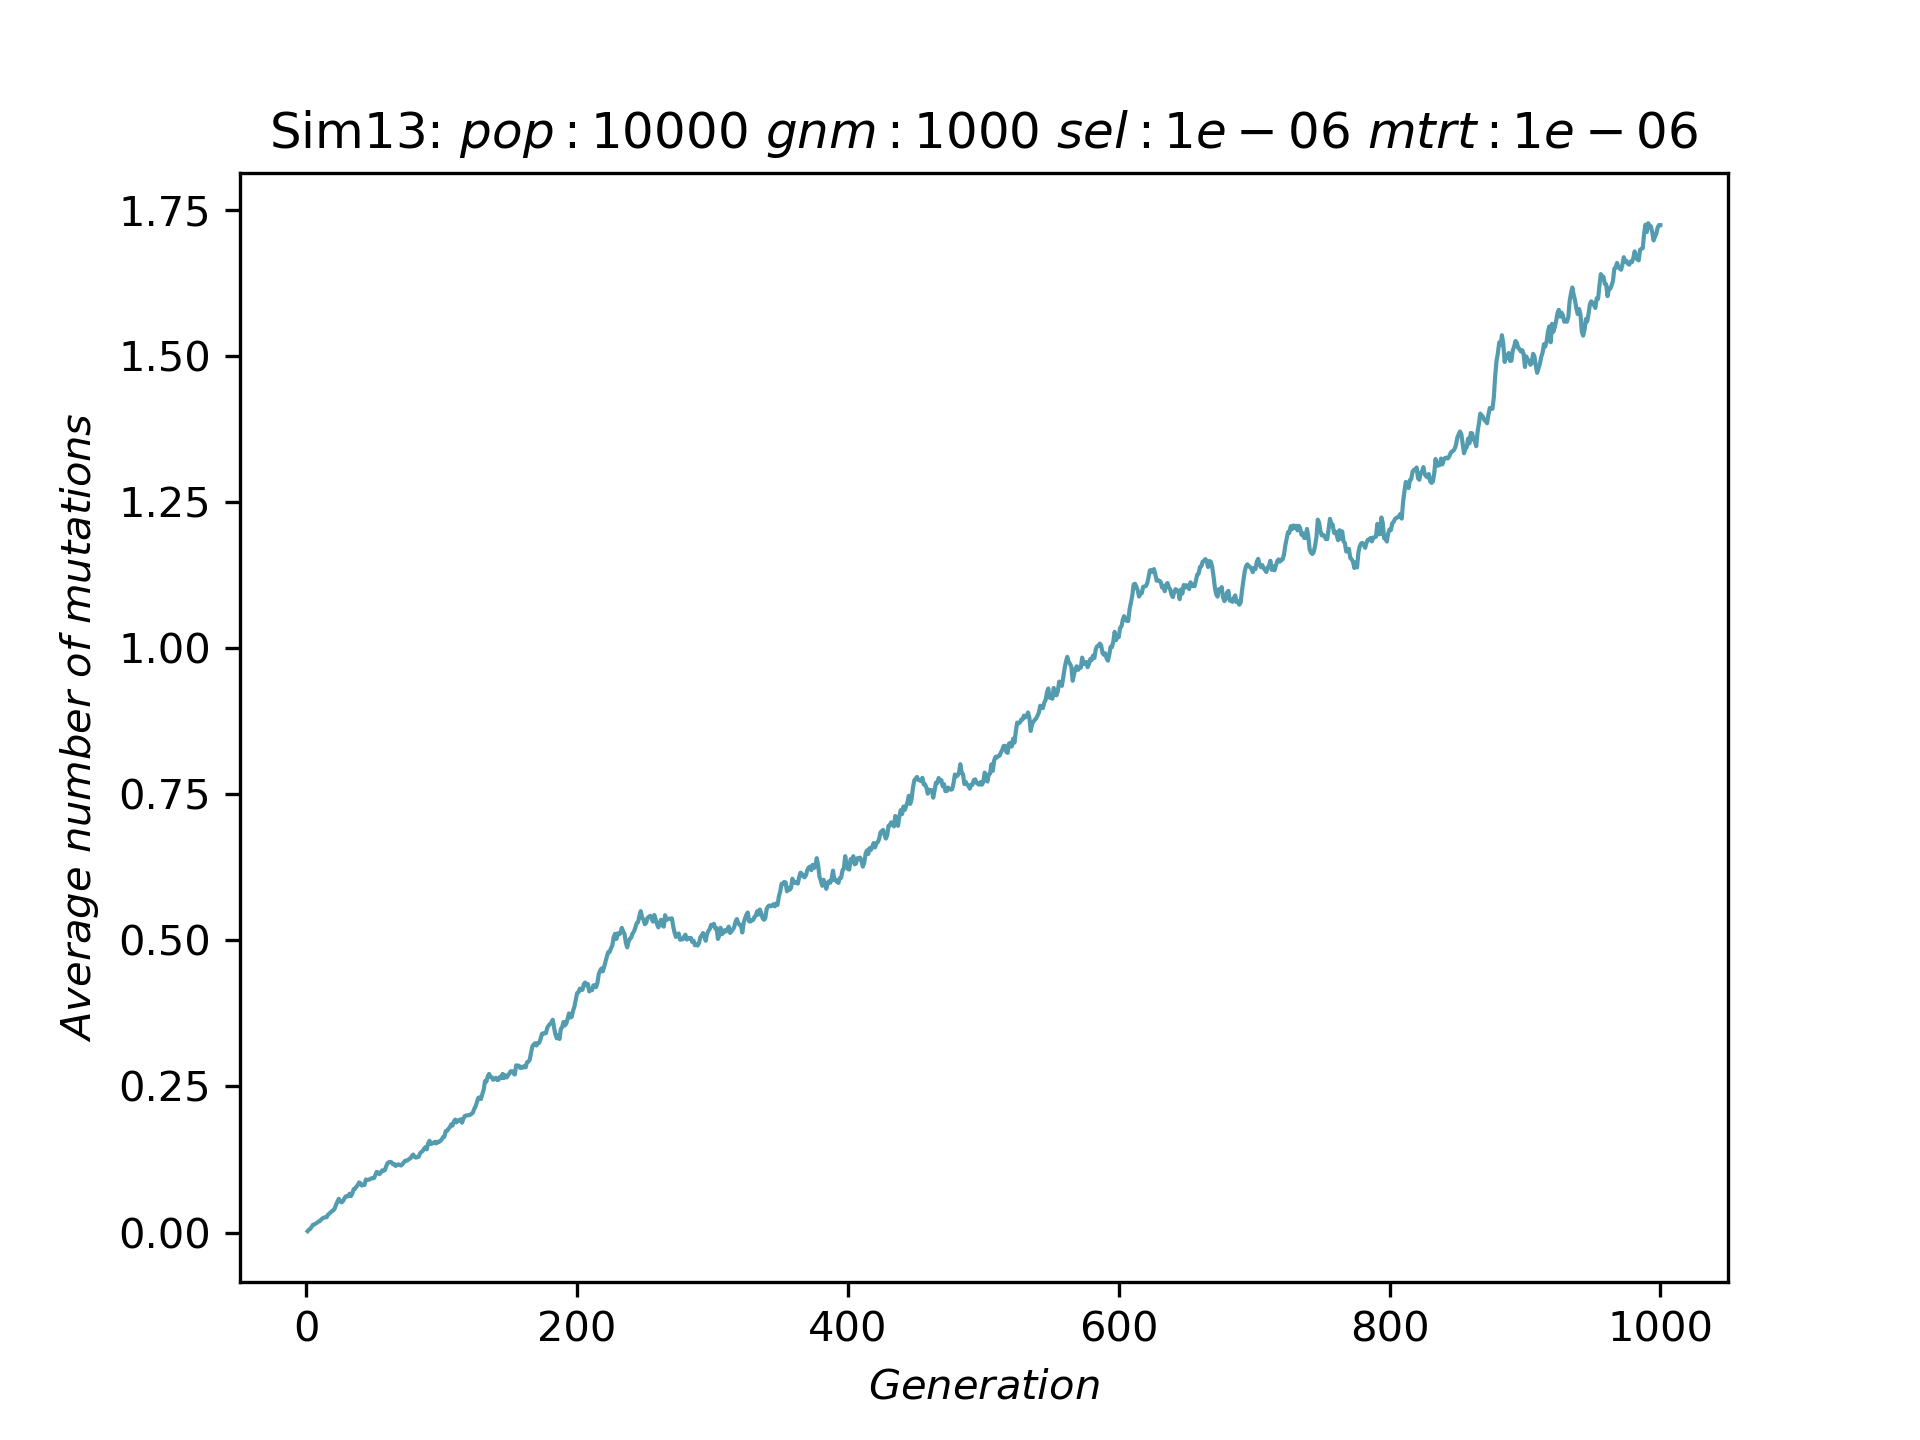 Sim13: pop : 10000 gnm : 1000 sel : 1e − 06 mtrt : 1e − 06
Average number of mutations
1.75
1.50
1.25
1.00
0.75
0.50
0.25
0.00
0 200 400 600 800 1000
Generation